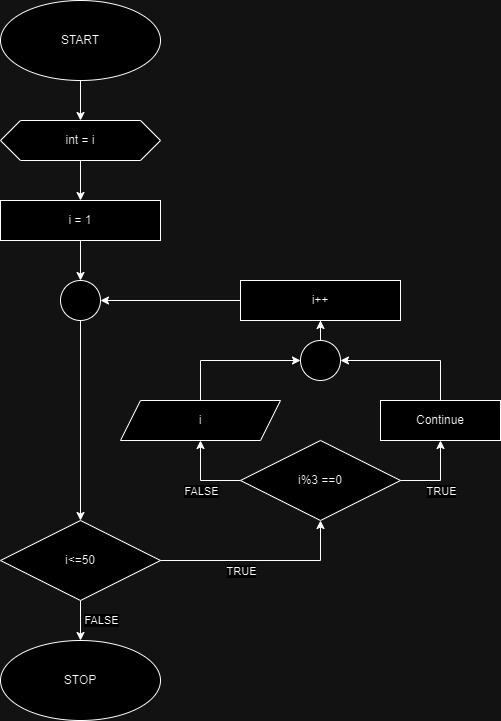 START
int = i
i = 1
i++
i
Continue
i%3 ==0
FALSE
TRUE
i<=50
TRUE
FALSE
STOP